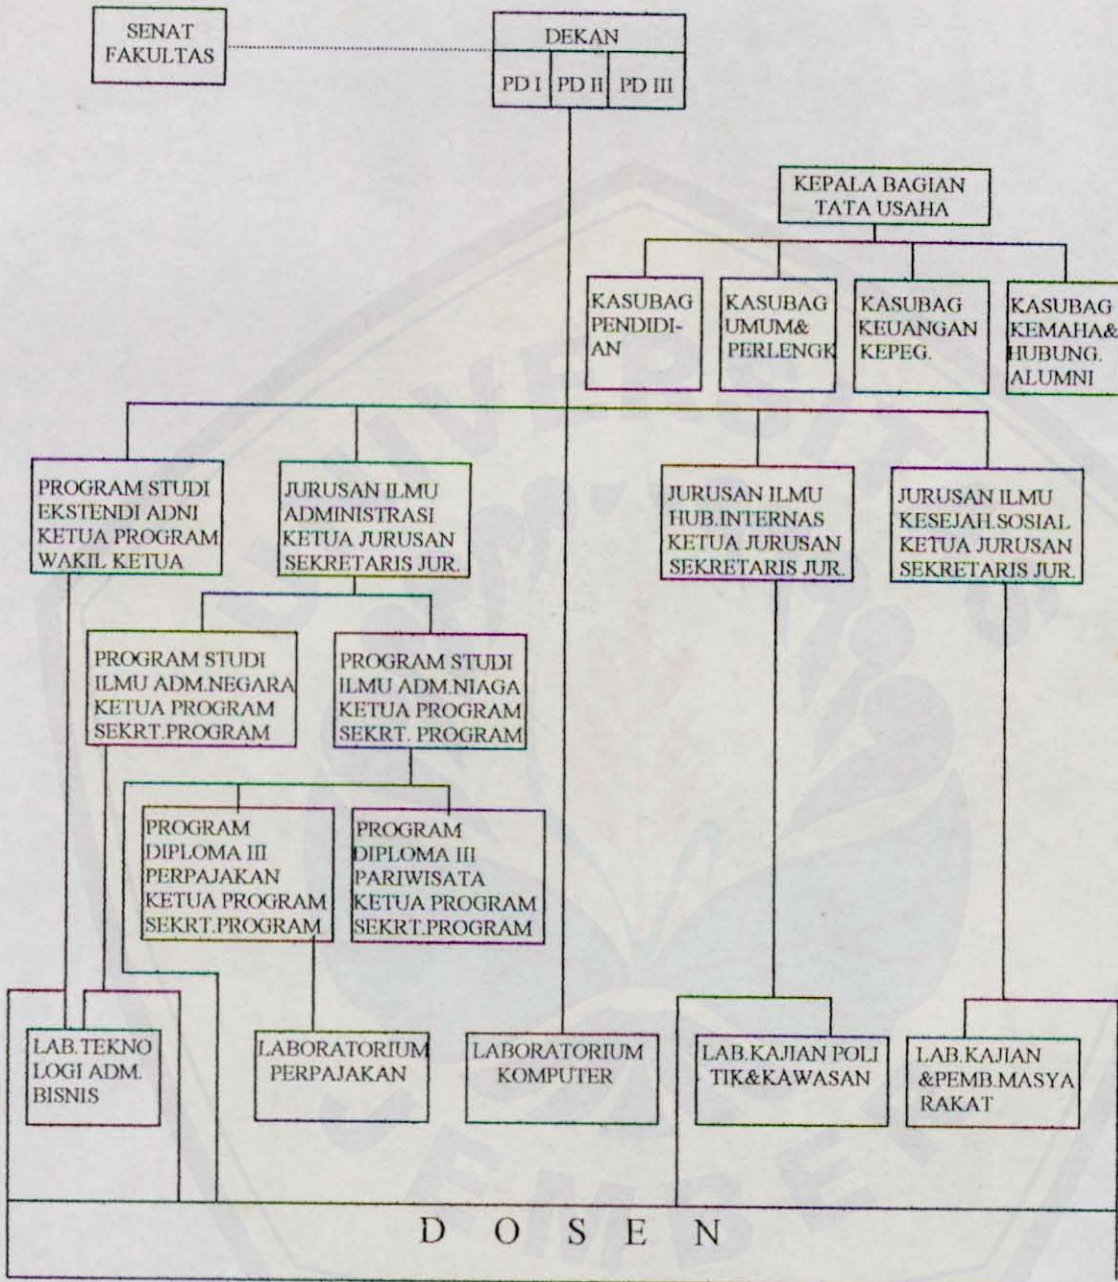 SENAT
FAKULTAS
DEKAN
PD I PD II PD III
KEPALA BAGIAN
TATA USAHA
KASUBAG
PENDIDI-
AN
KASUBAG
UMUM&
PERLENGK
KASUBAG
KEUANGAN
KEPEG.
KASUBAG
KEMAHA&
HUBUNG.
ALUMNI
PROGRAM STUDI
EKSTENDI ADNI
KETUA PROGRAM
WAKIL KETUA
JURUSAN ILMU
ADMINISTRASI
KETUA JURUSAN
SEKRETARIS JUR.
JURUSAN ILMU
HUB.INTERNAS
KETUA JURUSAN
SEKRETARIS JUR.
JURUSAN ILMU
KESEJAH.SOSIAL
KETUA JURUSAN
SEKRETARIS JUR.
PROGRAM STUDI
ILMU ADM.NEGARA
KETUA PROGRAM
SEKRT.PROGRAM
PROGRAM STUDI
ILMU ADM.NIAGA
KETUA PROGRAM
SEKRT. PROGRAM
PROGRAM
DIPLOMA III
PERPAJAKAN
KETUA PROGRAM
SEKRT.PROGRAM
PROGRAM
DIPLOMA III
PARIWISATA
KETUA PROGRAM
SEKRT.PROGRAM
LAB.TEKNO
LOGI ADM.
BISNIS
LABORATORIUM
PERPAJAKAN
LABORATORIUM
KOMPUTER
LAB.KAJIAN POLI
TIK&KAWASAN
LAB.KAJIAN
&PEMB.MASYA
RAKAT
D O S E N
UNIVERSITAS
JEMBER